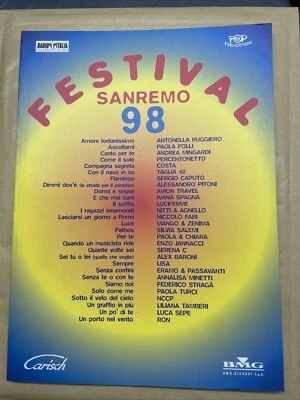 FESTIVAL
SANREMO
98
Amore lontanissimo ANTONELLA RUGGIERO
Ascoltami PAOLA FOLLI
Canto per te ANDREA MINGARDI
Come il sole PERCENTONETTO
Compagna segreta COSTA
Con il naso in su TAGLIA 42
Flamingo SERGIO CAPUTO
Dimmi dov'è (la strada per il paradiso) ALESSANDRO PITONI
Dormi e sogna AVION TRAVEL
E che mai sarà IVANA SPAGNA
Il soffio LUCIFERME
I ragazzi innamorati NITTI & AGNELLO
Lasciarsi un giorno a Roma NICCOLO FABI
Luce MANGO & ZENIMA
Pathos SILVIA SALEMI
Per te PAOLA & CHIARA
Quando un musicista ride ENZO JANNACCI
Quante volte sei SERENA C
Sei tu o lei (quello che voglio) ALEX BARONI
Sempre LISA
Senza confini ERAMO & PASSAVANTI
Senza te o con te ANNALISA MINETTI
Siamo noi FEDERICO STRAGÀ
Solo come me PAOLA TURCI
Sotto il velo del cielo NCCP
Un graffio in più LILIANA TAMBERI
Un po' di te LUCA SEPE
Un porto nel vento RON
Carisch
BMG
BMG RICORDI S.p.A.